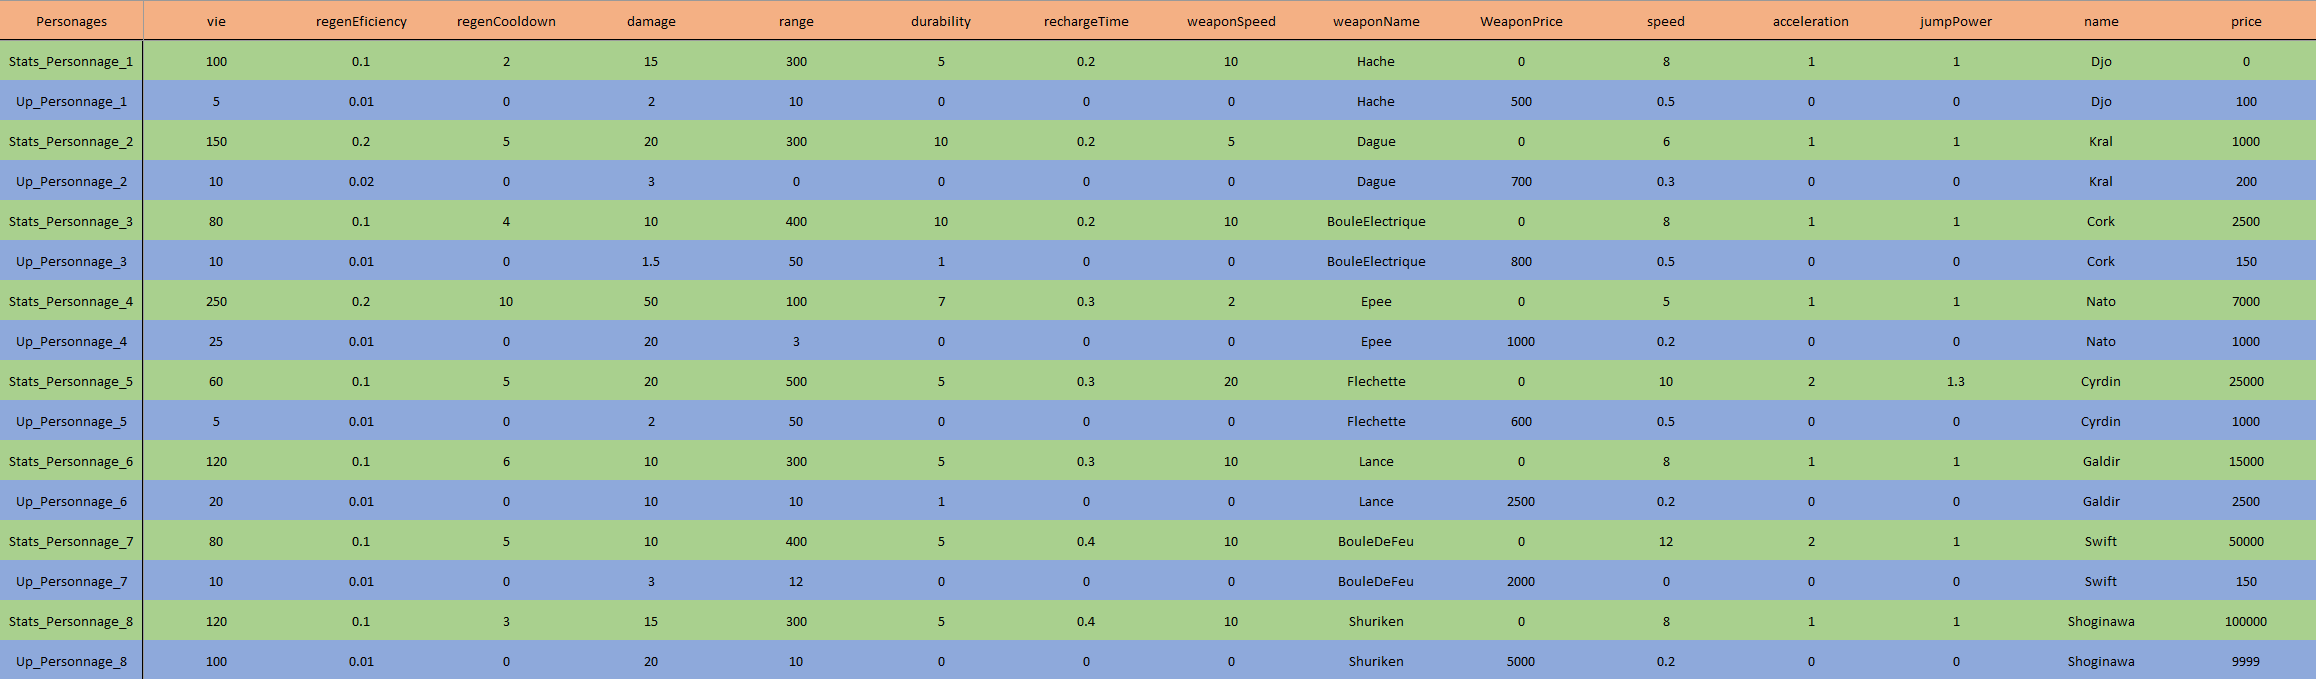 Personages vie regenEficiency regenCooldown damage range durability rechargeTime weaponSpeed weaponName WeaponPrice speed acceleration jumpPower name price
Stats_Personnage_1 100 0.1 2 15 300 5 0.2 10 Hache 0 8 1 1 Djo 0
Up_Personnage_1 5 0.01 0 2 10 0 0 0 Hache 500 0.5 0 0 Djo 100
Stats_Personnage_2 150 0.2 5 20 300 10 0.2 5 Dague 0 6 1 1 Kral 1000
Up_Personnage_2 10 0.02 0 3 0 0 0 0 Dague 700 0.3 0 0 Kral 200
Stats_Personnage_3 80 0.1 4 10 400 10 0.2 10 BouleElectrique 0 8 1 1 Cork 2500
Up_Personnage_3 10 0.01 0 1.5 50 1 0 0 BouleElectrique 800 0.5 0 0 Cork 150
Stats_Personnage_4 250 0.2 10 50 100 7 0.3 2 Epee 0 5 1 1 Nato 7000
Up_Personnage_4 25 0.01 0 20 3 0 0 0 Epee 1000 0.2 0 0 Nato 1000
Stats_Personnage_5 60 0.1 5 20 500 5 0.3 20 Flechette 0 10 2 1.3 Cyrdin 25000
Up_Personnage_5 5 0.01 0 2 50 0 0 0 Flechette 600 0.5 0 0 Cyrdin 1000
Stats_Personnage_6 120 0.1 6 10 300 5 0.3 10 Lance 0 8 1 1 Galdir 15000
Up_Personnage_6 20 0.01 0 10 10 1 0 0 Lance 2500 0.2 0 0 Galdir 2500
Stats_Personnage_7 80 0.1 5 10 400 5 0.4 10 BouleDeFeu 0 12 2 1 Swift 50000
Up_Personnage_7 10 0.01 0 3 12 0 0 0 BouleDeFeu 2000 0 0 0 Swift 150
Stats_Personnage_8 120 0.1 3 15 300 5 0.4 10 Shuriken 0 8 1 1 Shoginawa 100000
Up_Personnage_8 100 0.01 0 20 10 0 0 0 Shuriken 5000 0.2 0 0 Shoginawa 9999